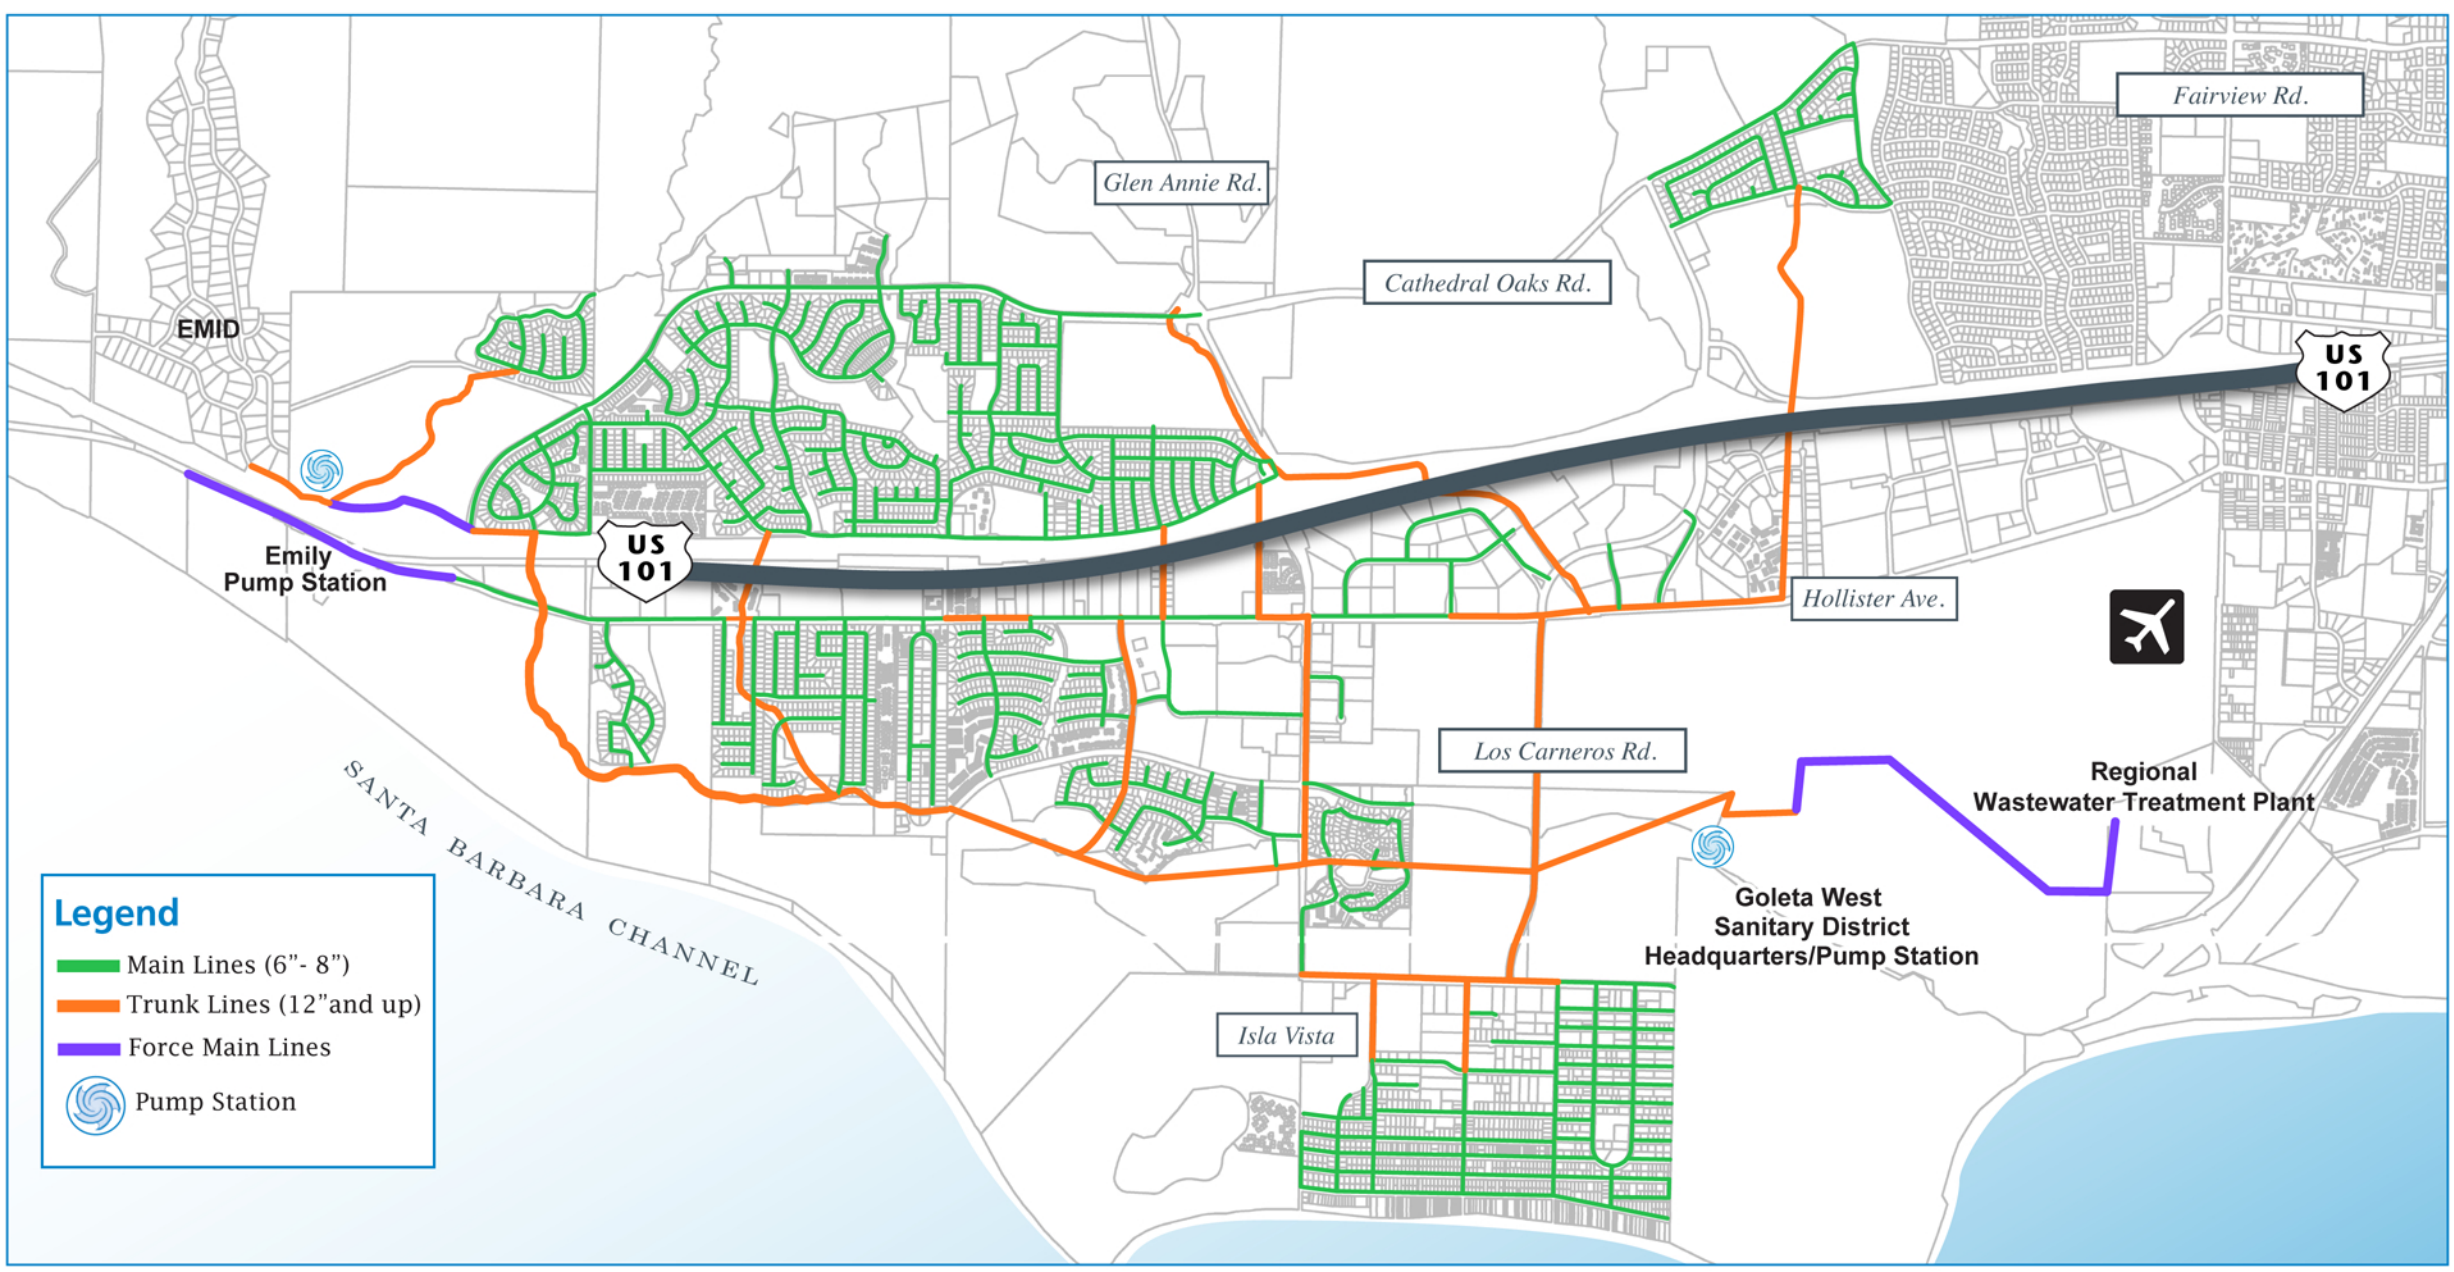 Fairview Rd.
Glen Annie Rd.
Cathedral Oaks Rd.
EMID
US
101
Emily
Pump Station
US
101
Hollister Ave.
Los Carneros Rd.
Regional
Wastewater Treatment Plant
SANTA BARBARA CHANNEL
Goleta West
Sanitary District
Headquarters/Pump Station
Isla Vista
Legend
Main Lines (6”- 8”)
Trunk Lines (12”and up)
Force Main Lines
Pump Station